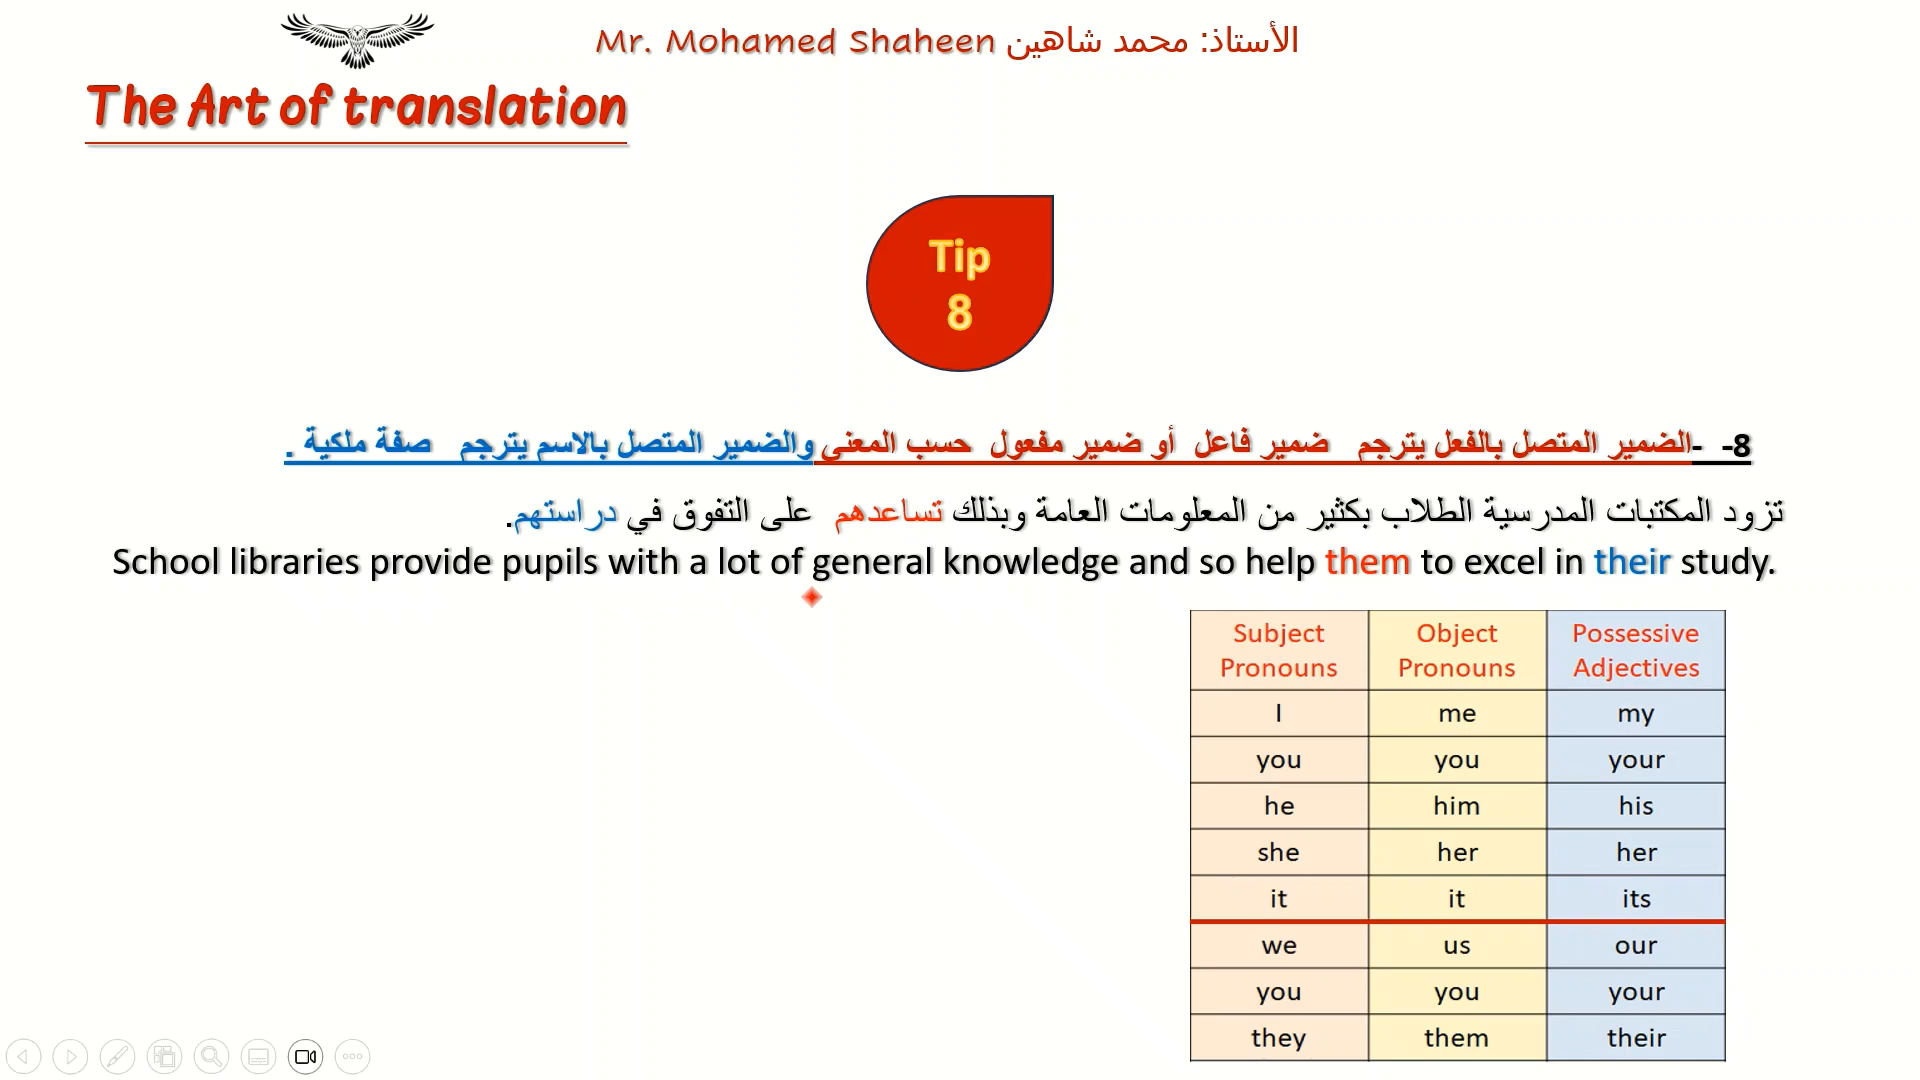 Mr. Mohamed Shaheen الأستاذ: محمد شاهين
The Art of translation
Tip
8
8- -الضمير المتصل بالفعل يترجم ضمير فاعل أو ضمير مفعول حسب المعني والضمير المتصل بالاسم يترجم صفة ملكية .
تزود المكتبات المدرسية الطلاب بكثير من المعلومات العامة وبذلك تساعدهم على التفوق في دراستهم.
School libraries provide pupils with a lot of general knowledge and so help them to excel in their study.
Subject Pronouns Object Pronouns Possessive Adjectives
I me my
you you your
he him his
she her her
it it its
we us our
you you your
they them their